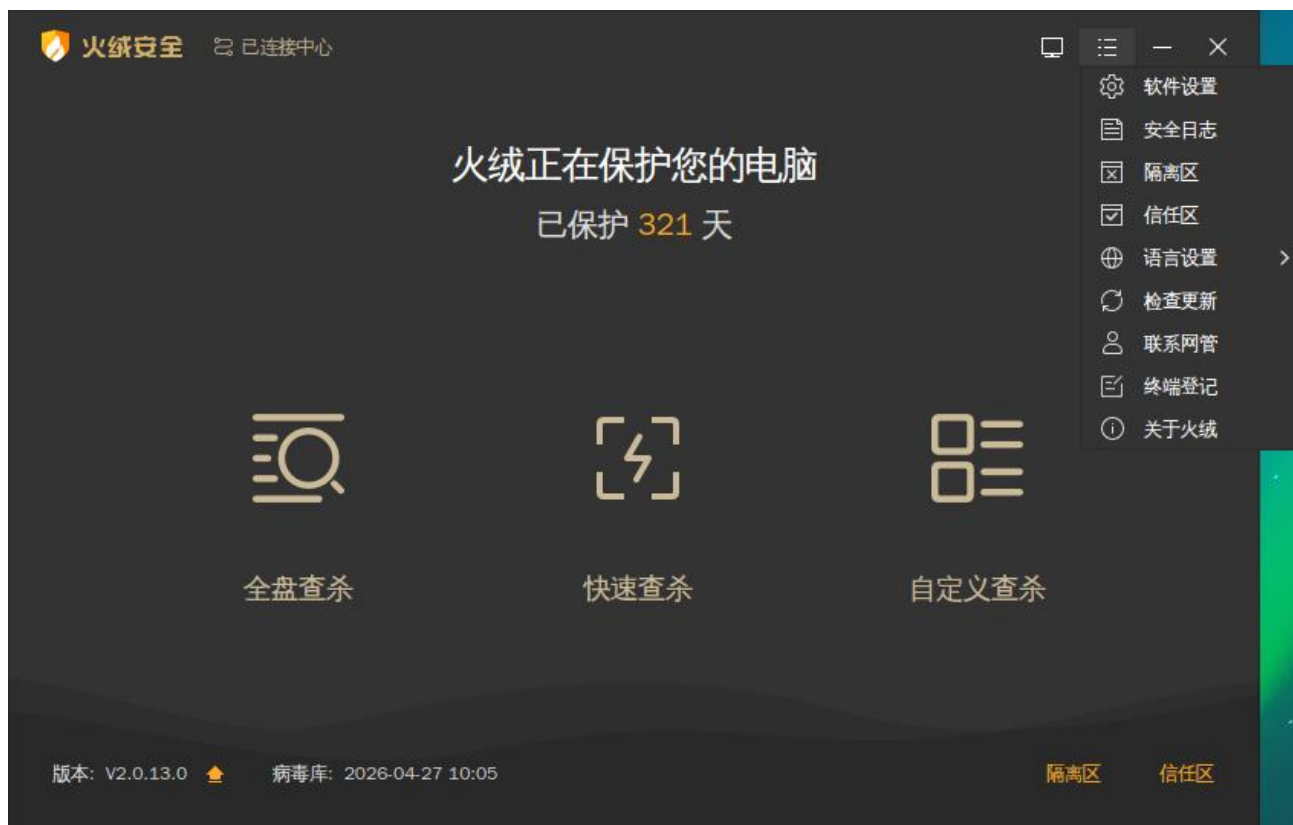 火绒安全 已连接中心
软件设置
安全日志
隔离区
信任区
语言设置
检查更新
联系网管
终端登记
关于火绒
火绒正在保护您的电脑
已保护 321 天
全盘查杀
快速查杀
自定义查杀
版本: V2.0.13.0 病毒库: 2026-04-27 10:05 隔离区 信任区